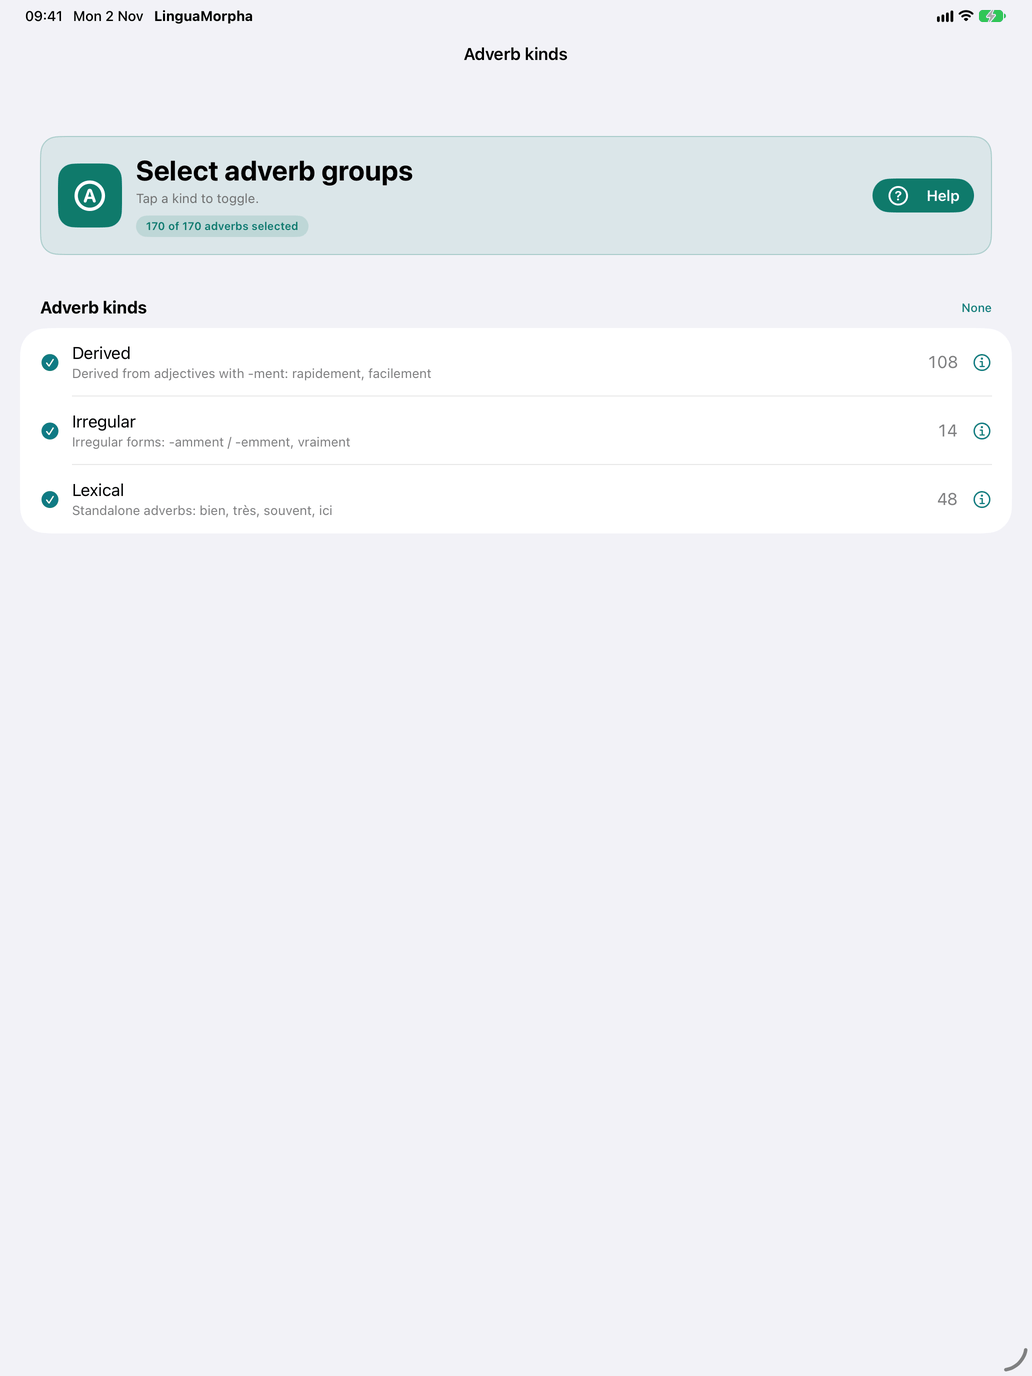 09:41 Mon 2 Nov LinguaMorpha
Adverb kinds
A
Select adverb groups
Tap a kind to toggle.
170 of 170 adverbs selected
? Help
Adverb kinds
None
Derived
Derived from adjectives with -ment: rapidement, facilement
108
Irregular
Irregular forms: -amment / -emment, vraiment
14
Lexical
Standalone adverbs: bien, très, souvent, ici
48